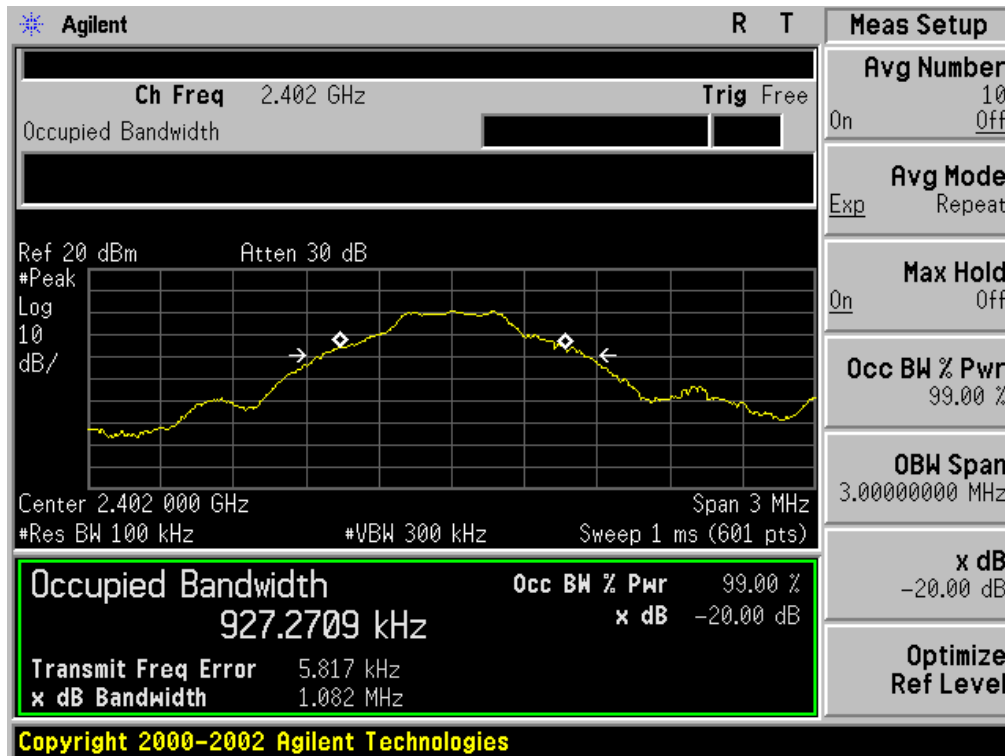 Agilent
R T
Ch Freq 2.402 GHz
Trig Free
Occupied Bandwidth
Ref 20 dBm
Atten 30 dB
#Peak
Log
10
dB/
Center 2.402 000 GHz
Span 3 MHz
#Res BW 100 kHz
#VBW 300 kHz
Sweep 1 ms (601 pts)
Occupied Bandwidth
927.2709 kHz
Occ BW % Pwr 99.00 %
x dB -20.00 dB
Transmit Freq Error 5.817 kHz
x dB Bandwidth 1.082 MHz
Copyright 2000-2002 Agilent Technologies
Meas Setup
Avg Number
10
On Off
Avg Mode
Exp Repeat
Max Hold
On Off
Occ BW % Pwr
99.00 %
OBW Span
3.00000000 MHz
x dB
-20.00 dB
Optimize
Ref Level